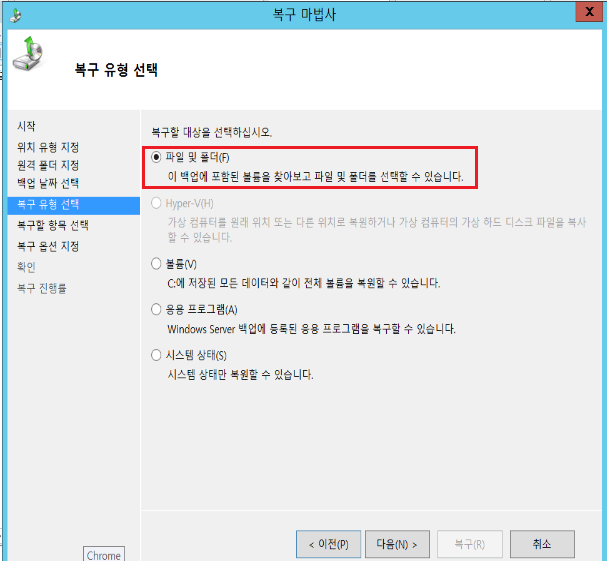 복구 마법사
X
복구 유형 선택
시작
위치 유형 지정
원격 폴더 지정
백업 날짜 선택
복구 유형 선택
복구할 항목 선택
복구 옵션 지정
확인
복구 진행률
복구할 대상을 선택하십시오.
파일 및 폴더(F)
이 백업에 포함된 볼륨을 찾아보고 파일 및 폴더를 선택할 수 있습니다.
Hyper-V(H)
가상 컴퓨터를 원래 위치 또는 다른 위치로 복원하거나 가상 컴퓨터의 가상 하드 디스크 파일을 복사
할 수 있습니다.
볼륨(V)
C:에 저장된 모든 데이터와 같이 전체 볼륨을 복원할 수 있습니다.
응용 프로그램(A)
Windows Server 백업에 등록된 응용 프로그램을 복구할 수 있습니다.
시스템 상태(S)
시스템 상태만 복원할 수 있습니다.
< 이전(P)
다음(N) >
복구(R)
취소
Chrome